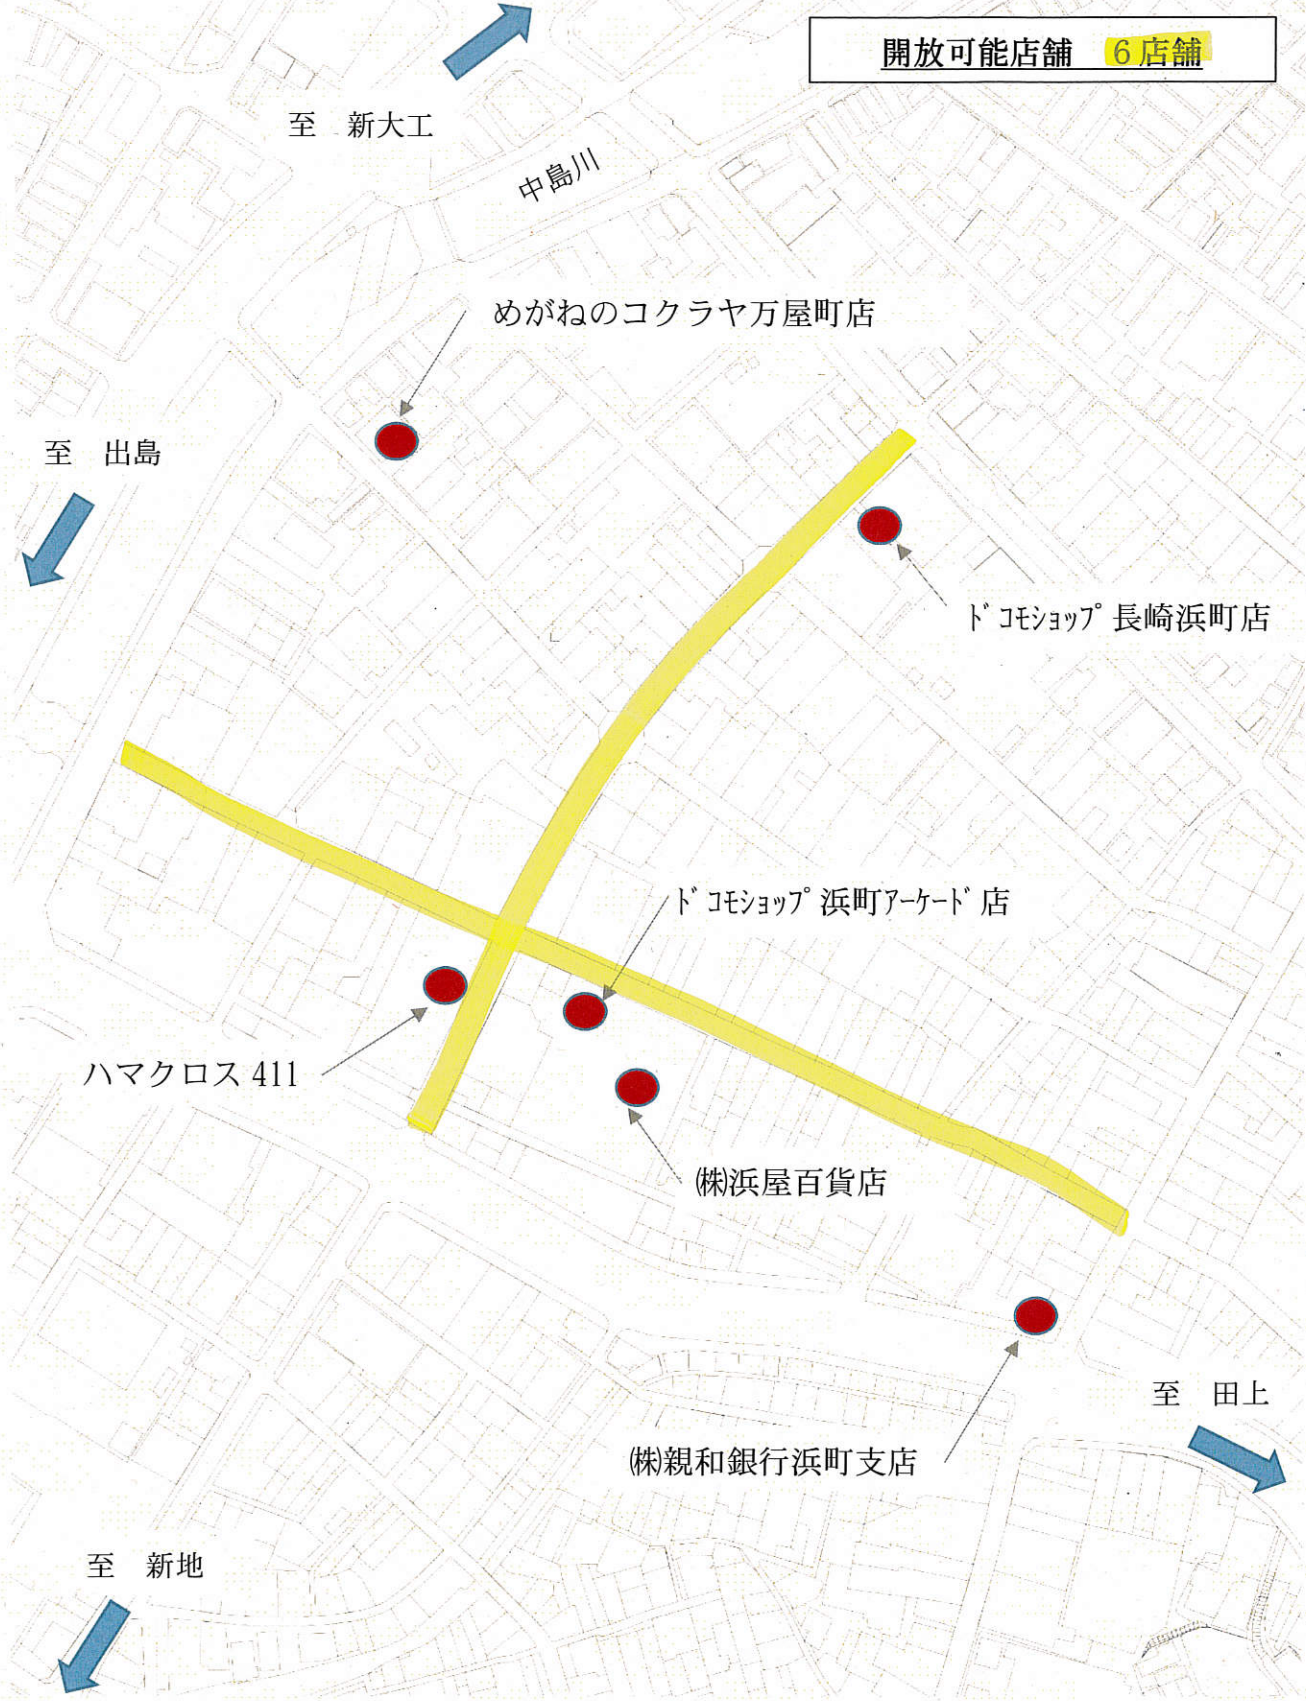 開放可能店舗　6店舗
至　新大工
中島川
めがねのコクラヤ万屋町店
至　出島
ﾄﾞｺﾓｼｮｯﾌﾟ長崎浜町店
ﾄﾞｺﾓｼｮｯﾌﾟ浜町ｱｰｹｰﾄﾞ店
ハマクロス 411
㈱浜屋百貨店
至　田上
㈱親和銀行浜町支店
至　新地